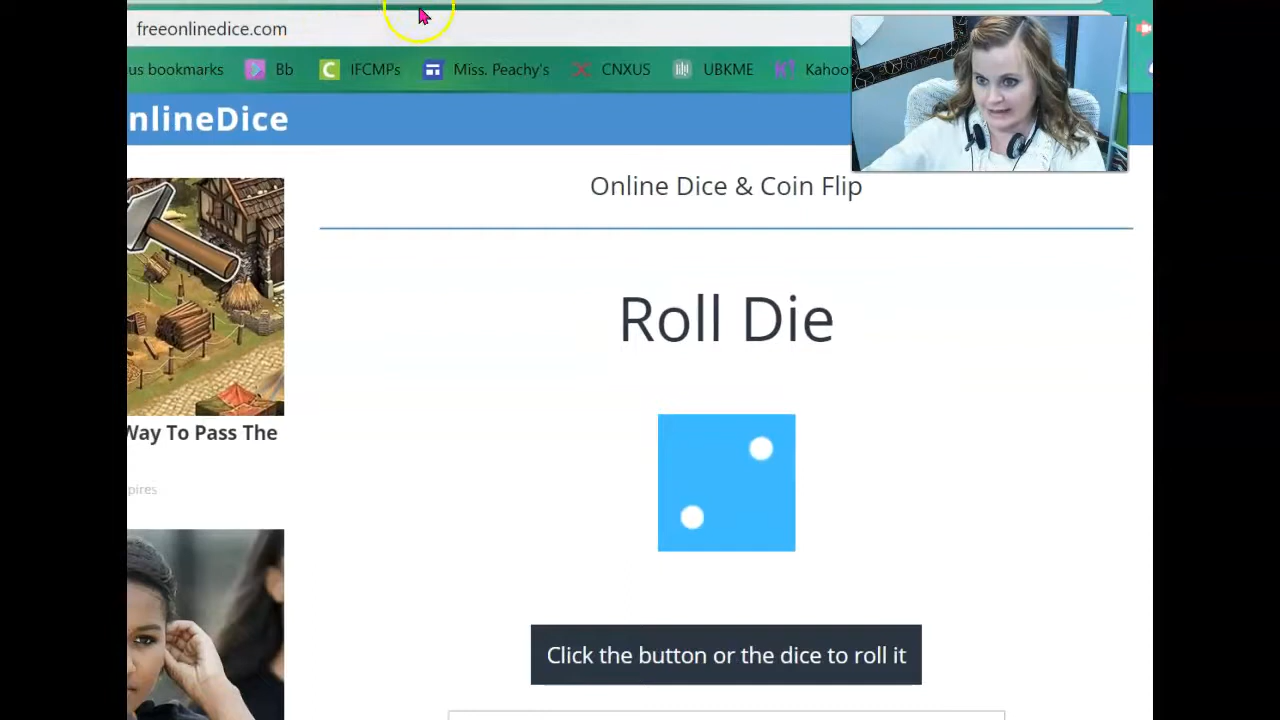 freeonlinedice.com
us bookmarks Bb C IFCMPs Miss. Peachy's CNXUS UBKME K! Kahoo
nlineDice
Online Dice & Coin Flip
Roll Die
Way To Pass The
pires
Click the button or the dice to roll it